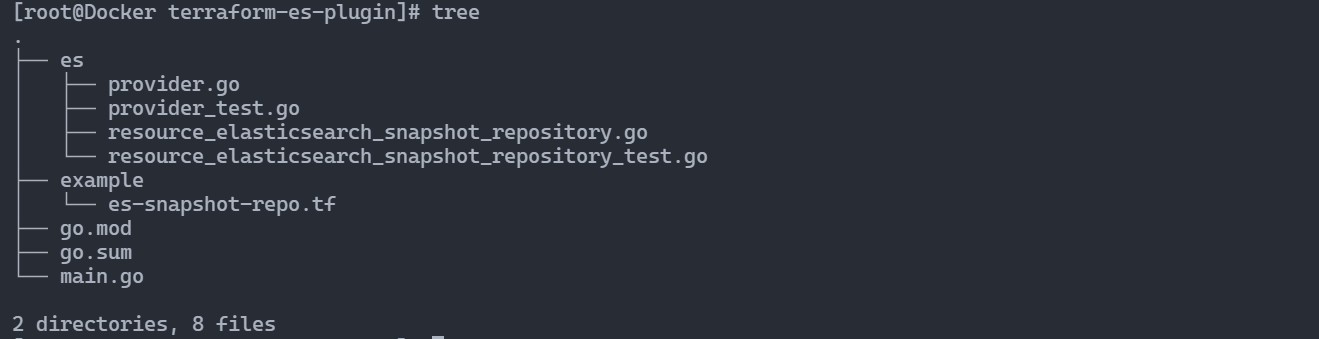 [root@Docker terraform-es-plugin]# tree
.
├── es
│   ├── provider.go
│   ├── provider_test.go
│   ├── resource_elasticsearch_snapshot_repository.go
│   └── resource_elasticsearch_snapshot_repository_test.go
├── example
│   └── es-snapshot-repo.tf
├── go.mod
├── go.sum
└── main.go
2 directories, 8 files